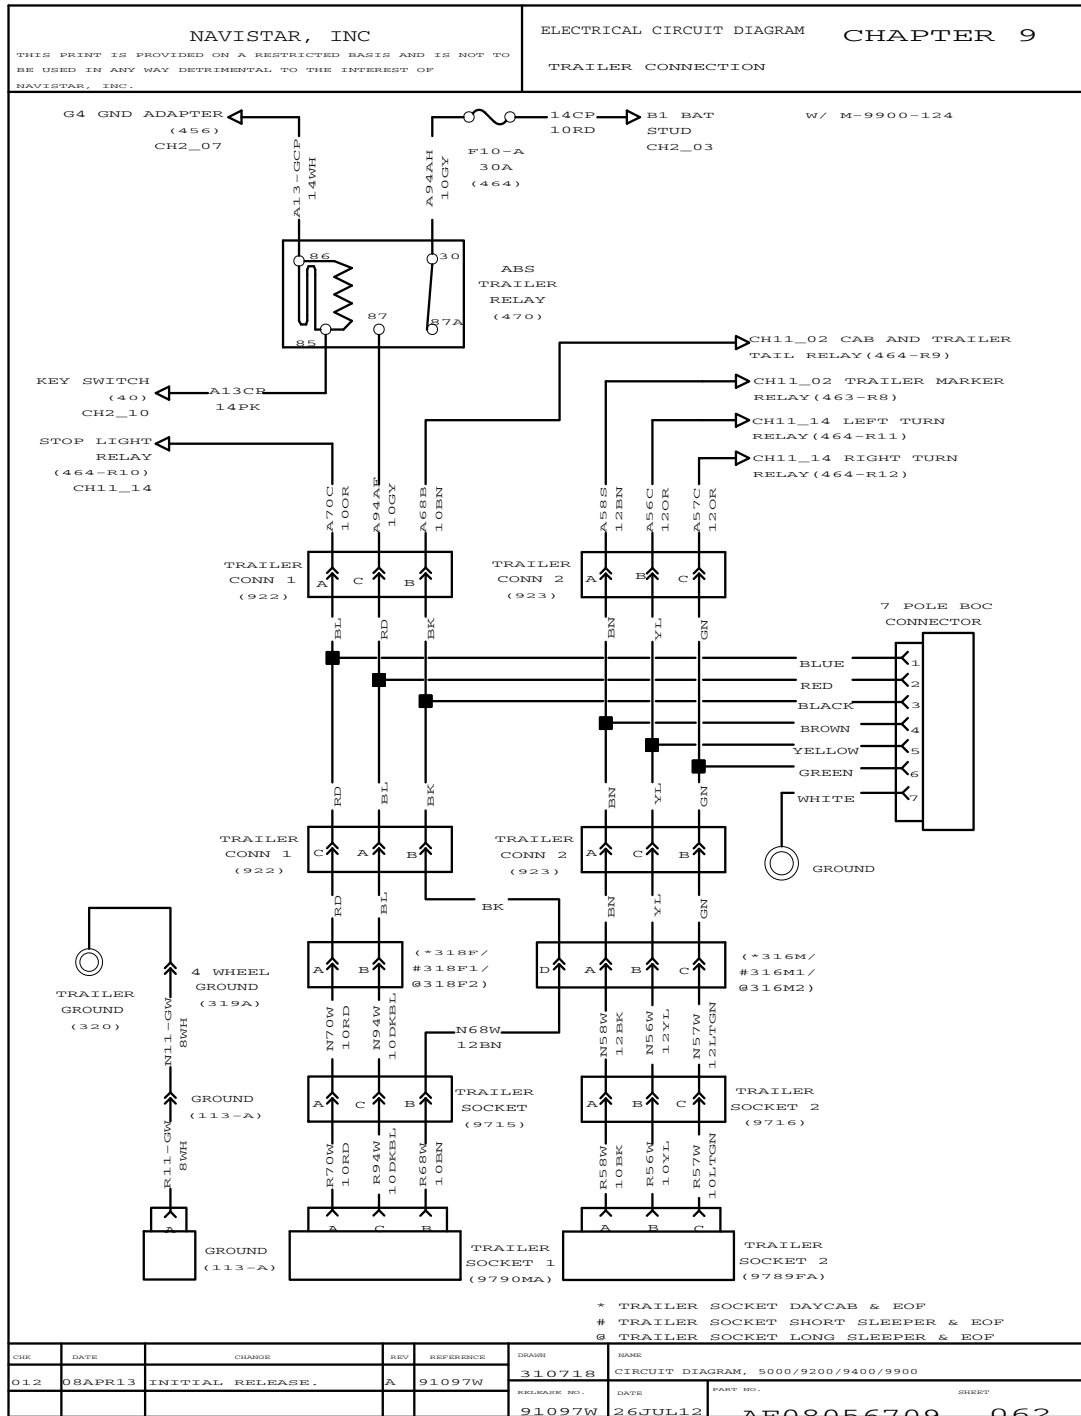 NAVISTAR, INC
THIS PRINT IS PROVIDED ON A RESTRICTED BASIS AND IS NOT TO
BE USED IN ANY WAY DETRIMENTAL TO THE INTEREST OF
NAVISTAR, INC.
ELECTRICAL CIRCUIT DIAGRAM
CHAPTER 9
TRAILER CONNECTION
G4 GND ADAPTER
(456)
CH2_07
14CP
10RD
B1 BAT
STUD
CH2_03
W/ M-9900-124
F10-A
30A
(464)
A13-GCP
14WH
A94AH
10GY
86
30
87
87A
85
ABS
TRAILER
RELAY
(470)
KEY SWITCH
(40)
CH2_10
A13CR
14PK
STOP LIGHT
RELAY
(464-R10)
CH11_14
CH11_02 CAB AND TRAILER
TAIL RELAY(464-R9)
CH11_02 TRAILER MARKER
RELAY(463-R8)
CH11_14 LEFT TURN
RELAY(464-R11)
CH11_14 RIGHT TURN
RELAY(464-R12)
A70C
10OR
A94AE
10GY
A68B
10BN
A58S
12BN
A56C
12OR
A57C
12OR
TRAILER
CONN 1
(922)
A
C
B
TRAILER
CONN 2
(923)
A
B
C
BL
RD
BK
BN
YL
GN
7 POLE BOC
CONNECTOR
BLUE
1
RED
2
BLACK
3
BROWN
4
YELLOW
5
GREEN
6
WHITE
7
GROUND
RD
BL
BK
BN
YL
GN
TRAILER
CONN 1
(922)
C
A
B
TRAILER
CONN 2
(923)
A
C
B
RD
BL
BK
BN
YL
GN
A
B
(*318F/
#318F1/
@318F2)
D
A
B
C
(*316M/
#316M1/
@316M2)
TRAILER
GROUND
(320)
4 WHEEL
GROUND
(319A)
N11-GW
8WH
N70W
10RD
N94W
10DKBL
N68W
12BN
N58W
12BK
N56W
12YL
N57W
12LTGN
GROUND
(113-A)
A
C
B
TRAILER
SOCKET
(9715)
A
B
C
TRAILER
SOCKET 2
(9716)
R11-GW
8WH
R70W
10RD
R94W
10DKBL
R68W
10BN
R58W
10BK
R56W
10YL
R57W
10LTGN
A
GROUND
(113-A)
A
C
B
TRAILER
SOCKET 1
(9790MA)
A
B
C
TRAILER
SOCKET 2
(9789FA)
* TRAILER SOCKET DAYCAB & EOF
# TRAILER SOCKET SHORT SLEEPER & EOF
@ TRAILER SOCKET LONG SLEEPER & EOF
CHK DATE CHANGE REV REFERENCE
012 08APR13 INITIAL RELEASE. A 91097W
DRAWN
310718
NAME
CIRCUIT DIAGRAM, 5000/9200/9400/9900
RELEASE NO.
91097W
DATE
26JUL12
PART NO.
AE08056709
SHEET
062